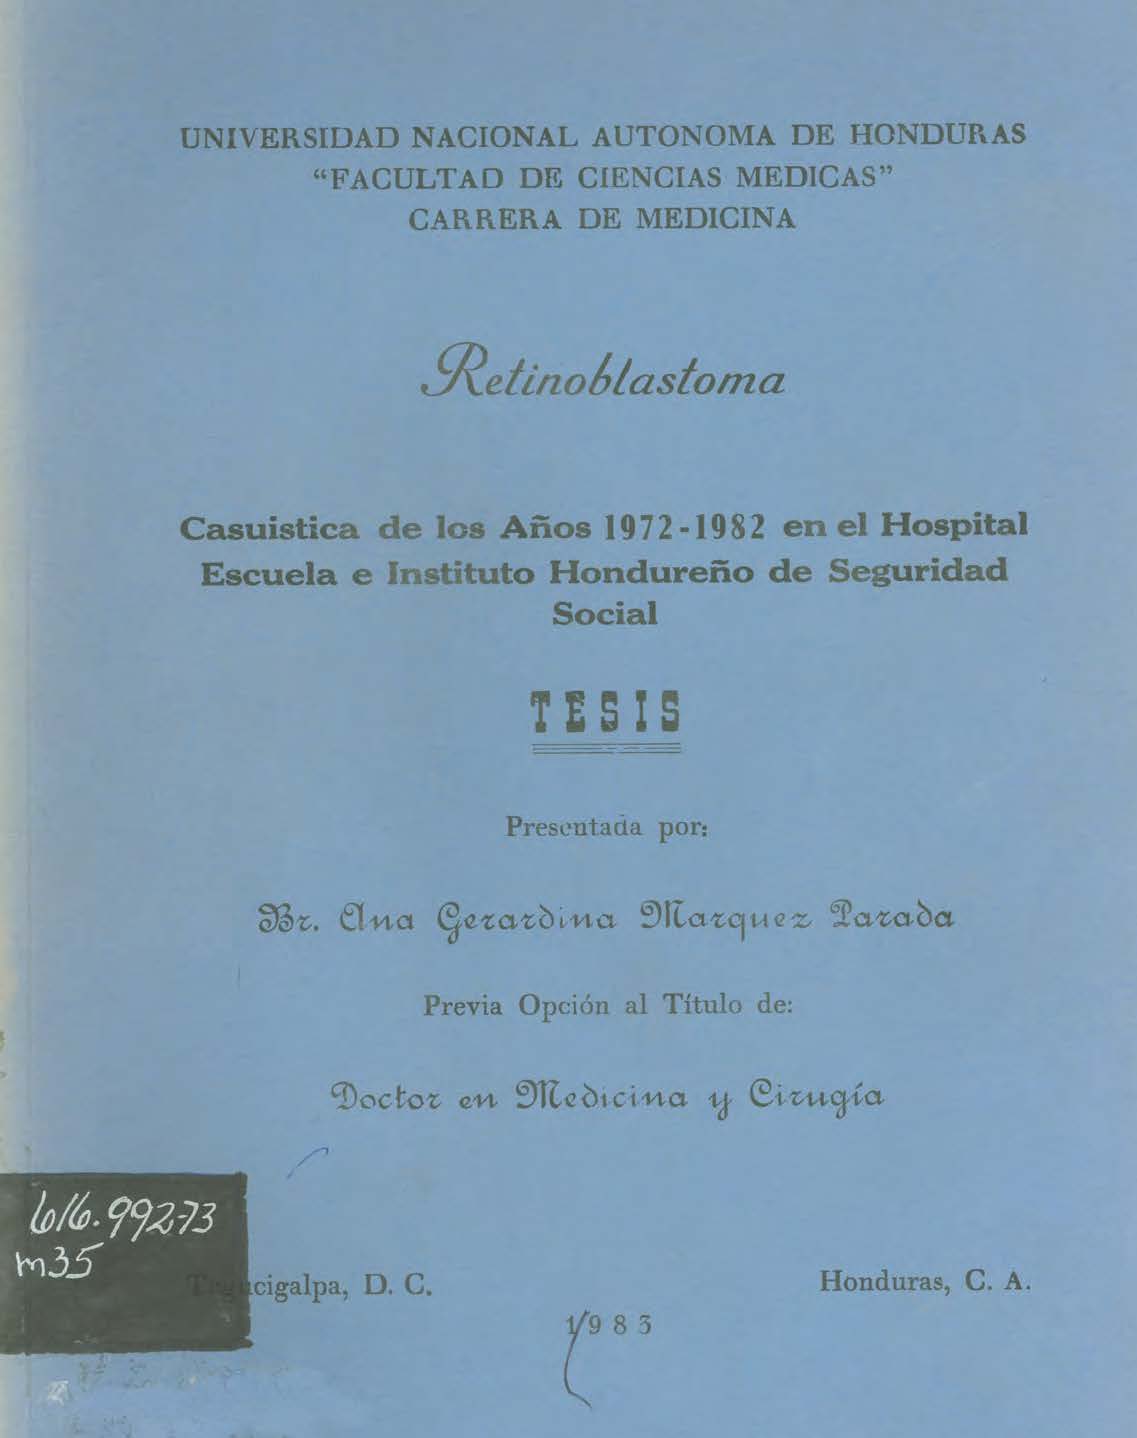 UNIVERSIDAD NACIONAL AUTONOMA DE HONDURAS
"FACULTAD DE CIENCIAS MEDICAS"
CARRERA DE MEDICINA
Retinoblastoma
Casuistica de los Años 1972-1982 en el Hospital
Escuela e Instituto Hondureño de Seguridad
Social
TESIS
Presentada por:
Br. Ana Gerardina Marquez Parada
Previa Opción al Título de:
Doctor en Medicina y Cirugía
616.992-73
m35
Tegucigalpa, D. C.
Honduras, C. A.
1983